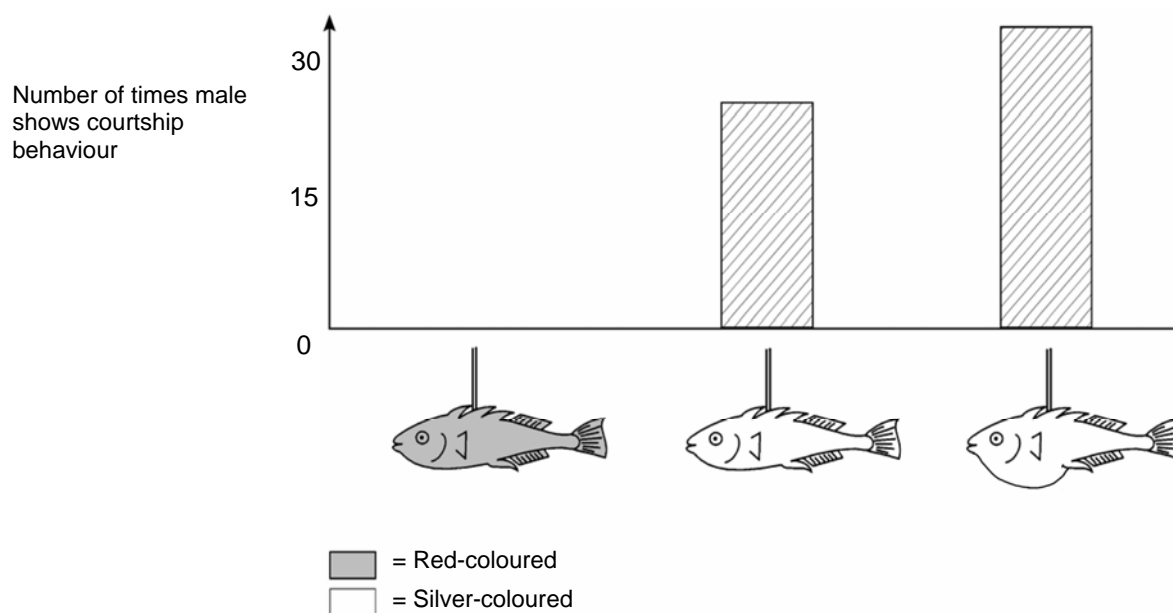 30
Number of times male
shows courtship
behaviour
15
0
= Red-coloured
= Silver-coloured